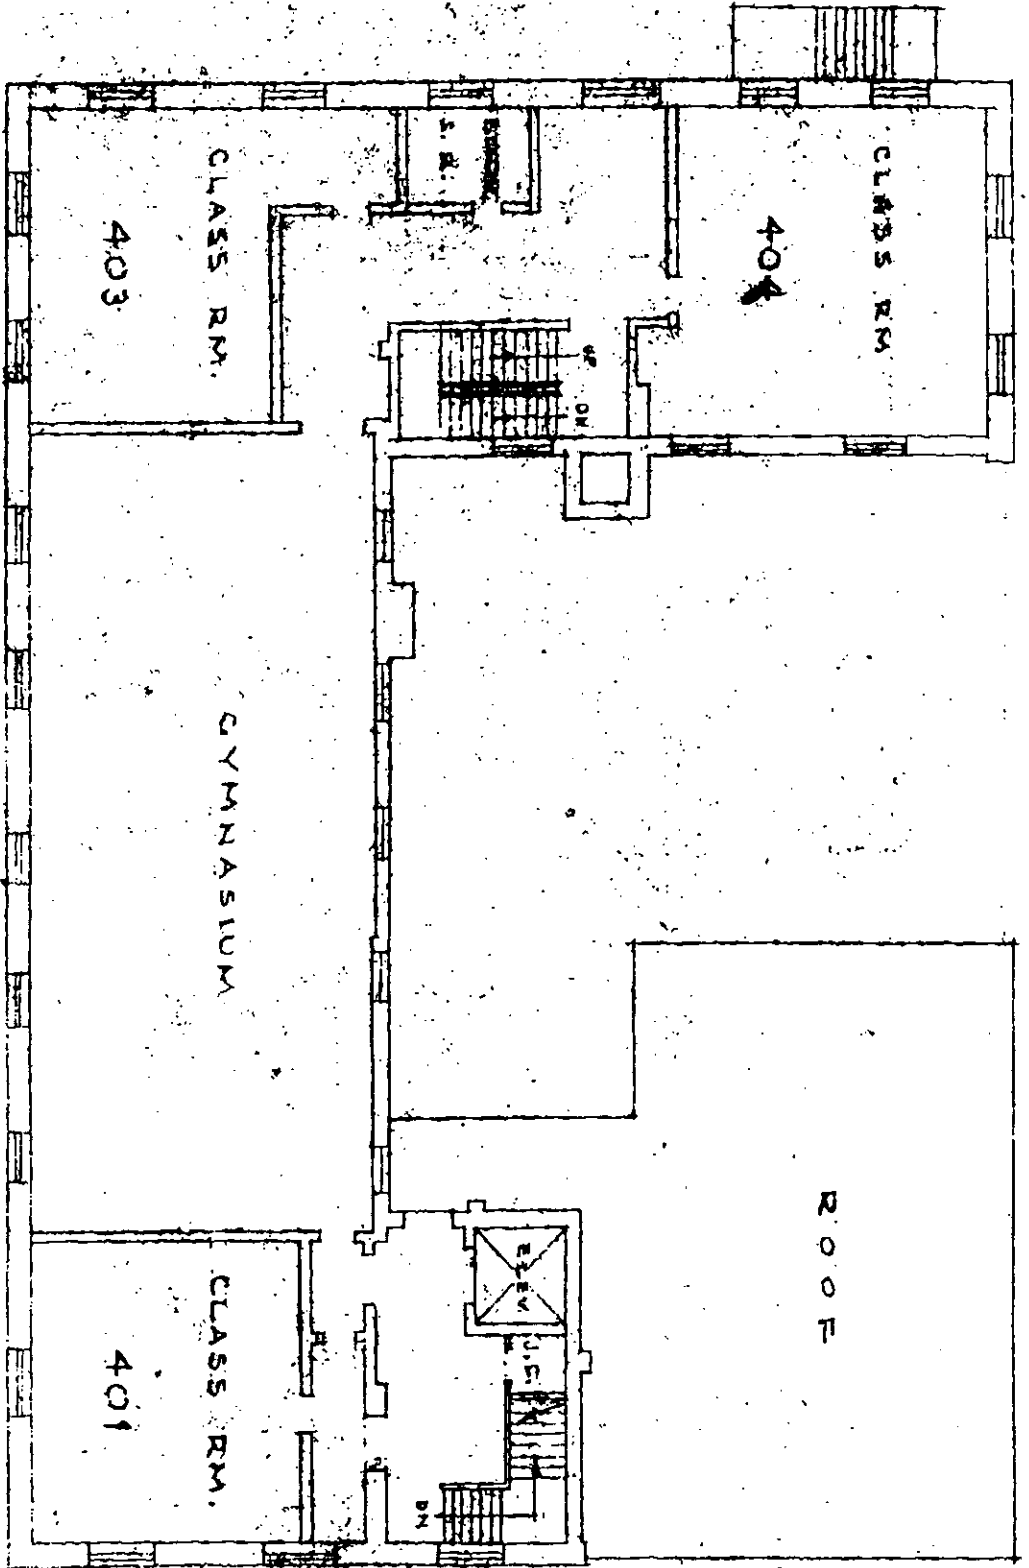 CLASS RM.
403
S. R.
CLASS RM
404
UP
DN
GYMNASIUM
ROOF
ELEV.
J.C.
CLASS RM.
401
DN